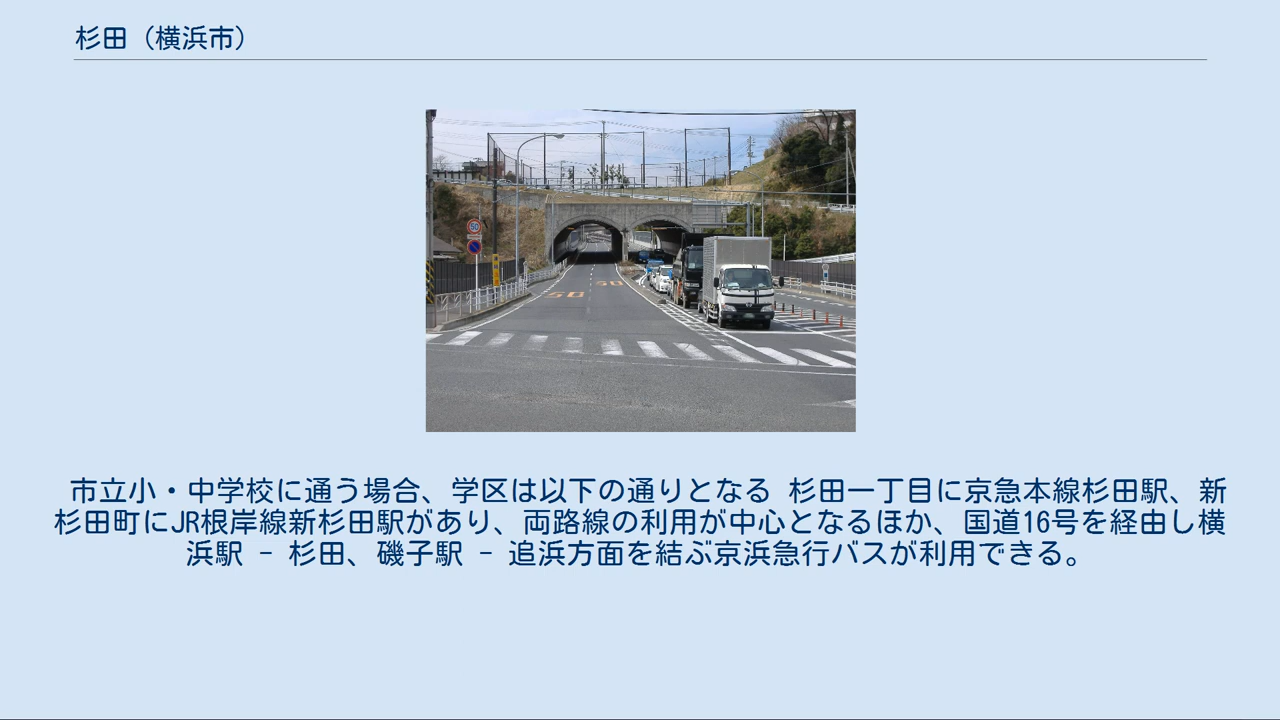 杉田（横浜市）
50
50
50
市立小・中学校に通う場合、学区は以下の通りとなる 杉田一丁目に京急本線杉田駅、新
杉田町にJR根岸線新杉田駅があり、両路線の利用が中心となるほか、国道16号を経由し横
浜駅 - 杉田、磯子駅 - 追浜方面を結ぶ京浜急行バスが利用できる。